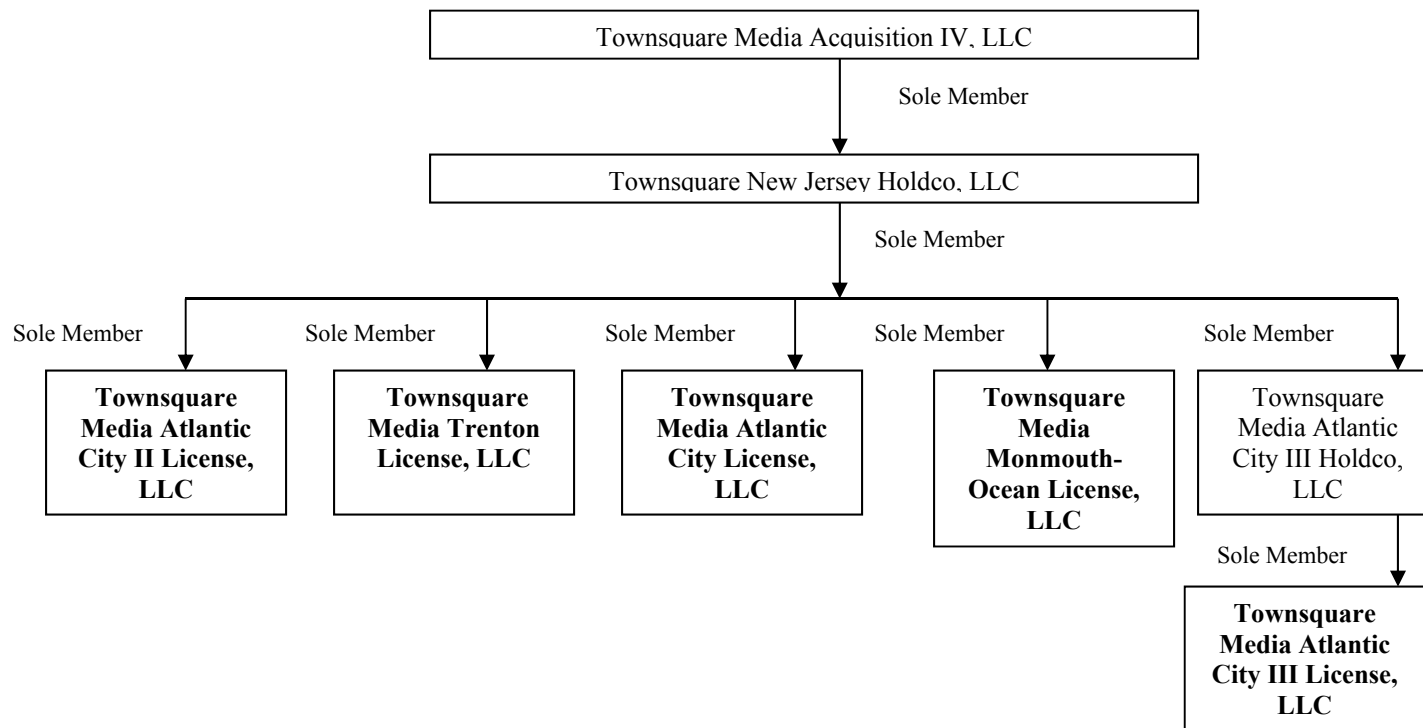 Townsquare Media Acquisition IV, LLC
Sole Member
Townsquare New Jersey Holdco, LLC
Sole Member
Sole Member
Sole Member
Sole Member
Sole Member
Sole Member
Townsquare
Media Atlantic
City II License,
LLC
Townsquare
Media Trenton
License, LLC
Townsquare
Media Atlantic
City License,
LLC
Townsquare
Media
Monmouth-
Ocean License,
LLC
Townsquare
Media Atlantic
City III Holdco,
LLC
Sole Member
Townsquare
Media Atlantic
City III License,
LLC